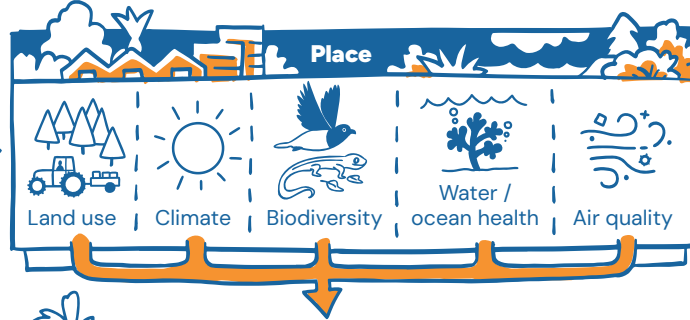 Place
Land use
Climate
Biodiversity
Water /
ocean health
Air quality